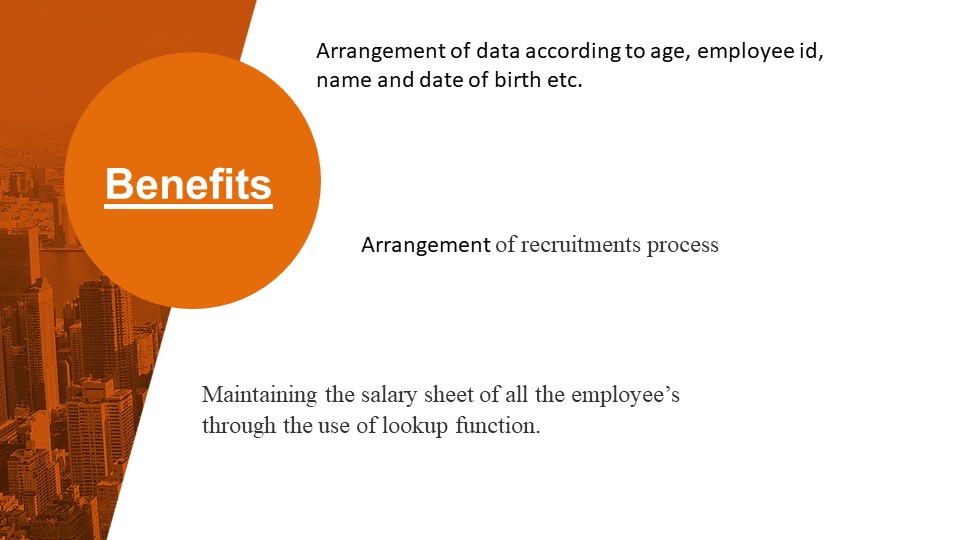 Arrangement of data according to age, employee id,
name and date of birth etc.
Benefits
Arrangement of recruitments process
Maintaining the salary sheet of all the employee’s
through the use of lookup function.